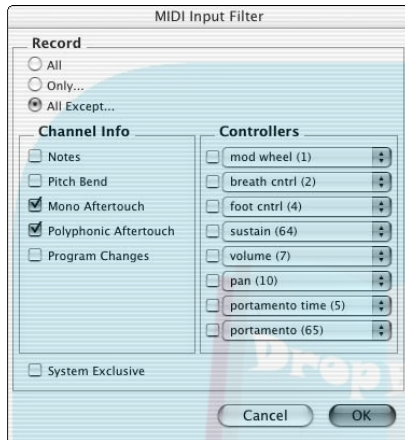 MIDI Input Filter
Record
All
Only...
All Except...
Channel Info
Notes
Pitch Bend
Mono Aftertouch
Polyphonic Aftertouch
Program Changes
Controllers
mod wheel (1)
breath cntrl (2)
foot cntrl (4)
sustain (64)
volume (7)
pan (10)
portamento time (5)
portamento (65)
System Exclusive
Drop
Cancel
OK